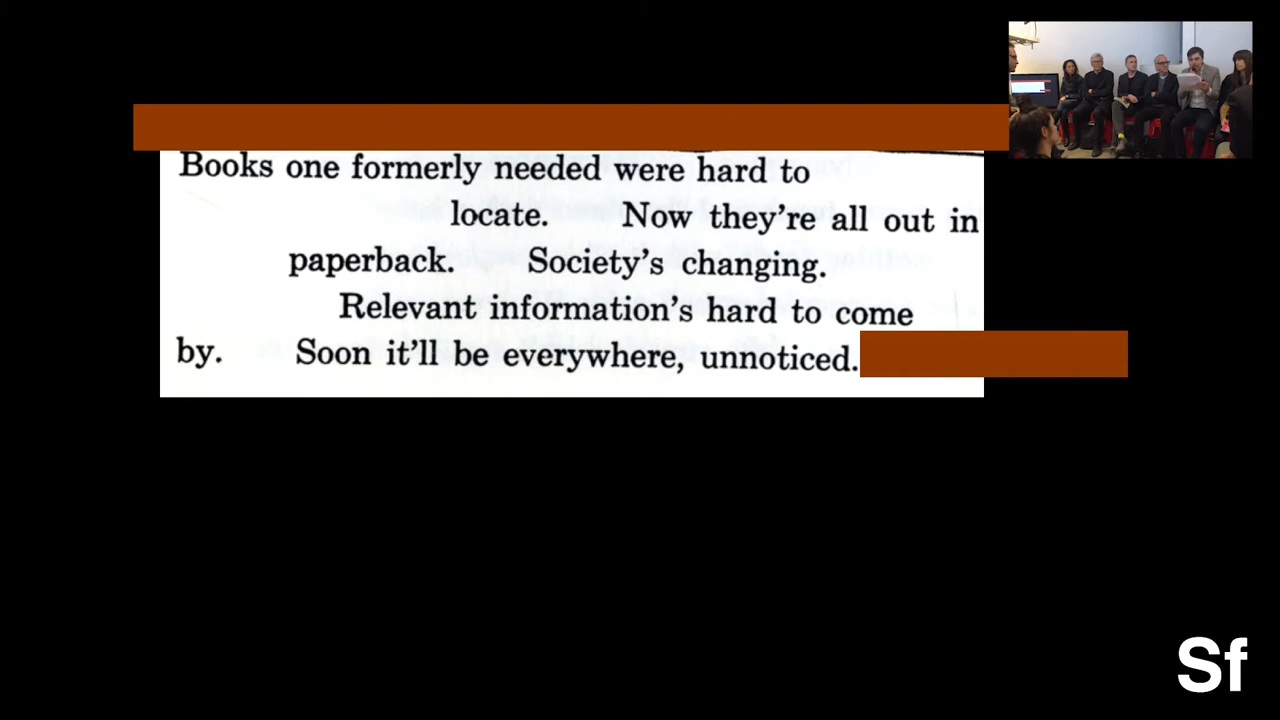 Books one formerly needed were hard to
locate. Now they're all out in
paperback. Society's changing.
Relevant information's hard to come
by. Soon it'll be everywhere, unnoticed.
Sf